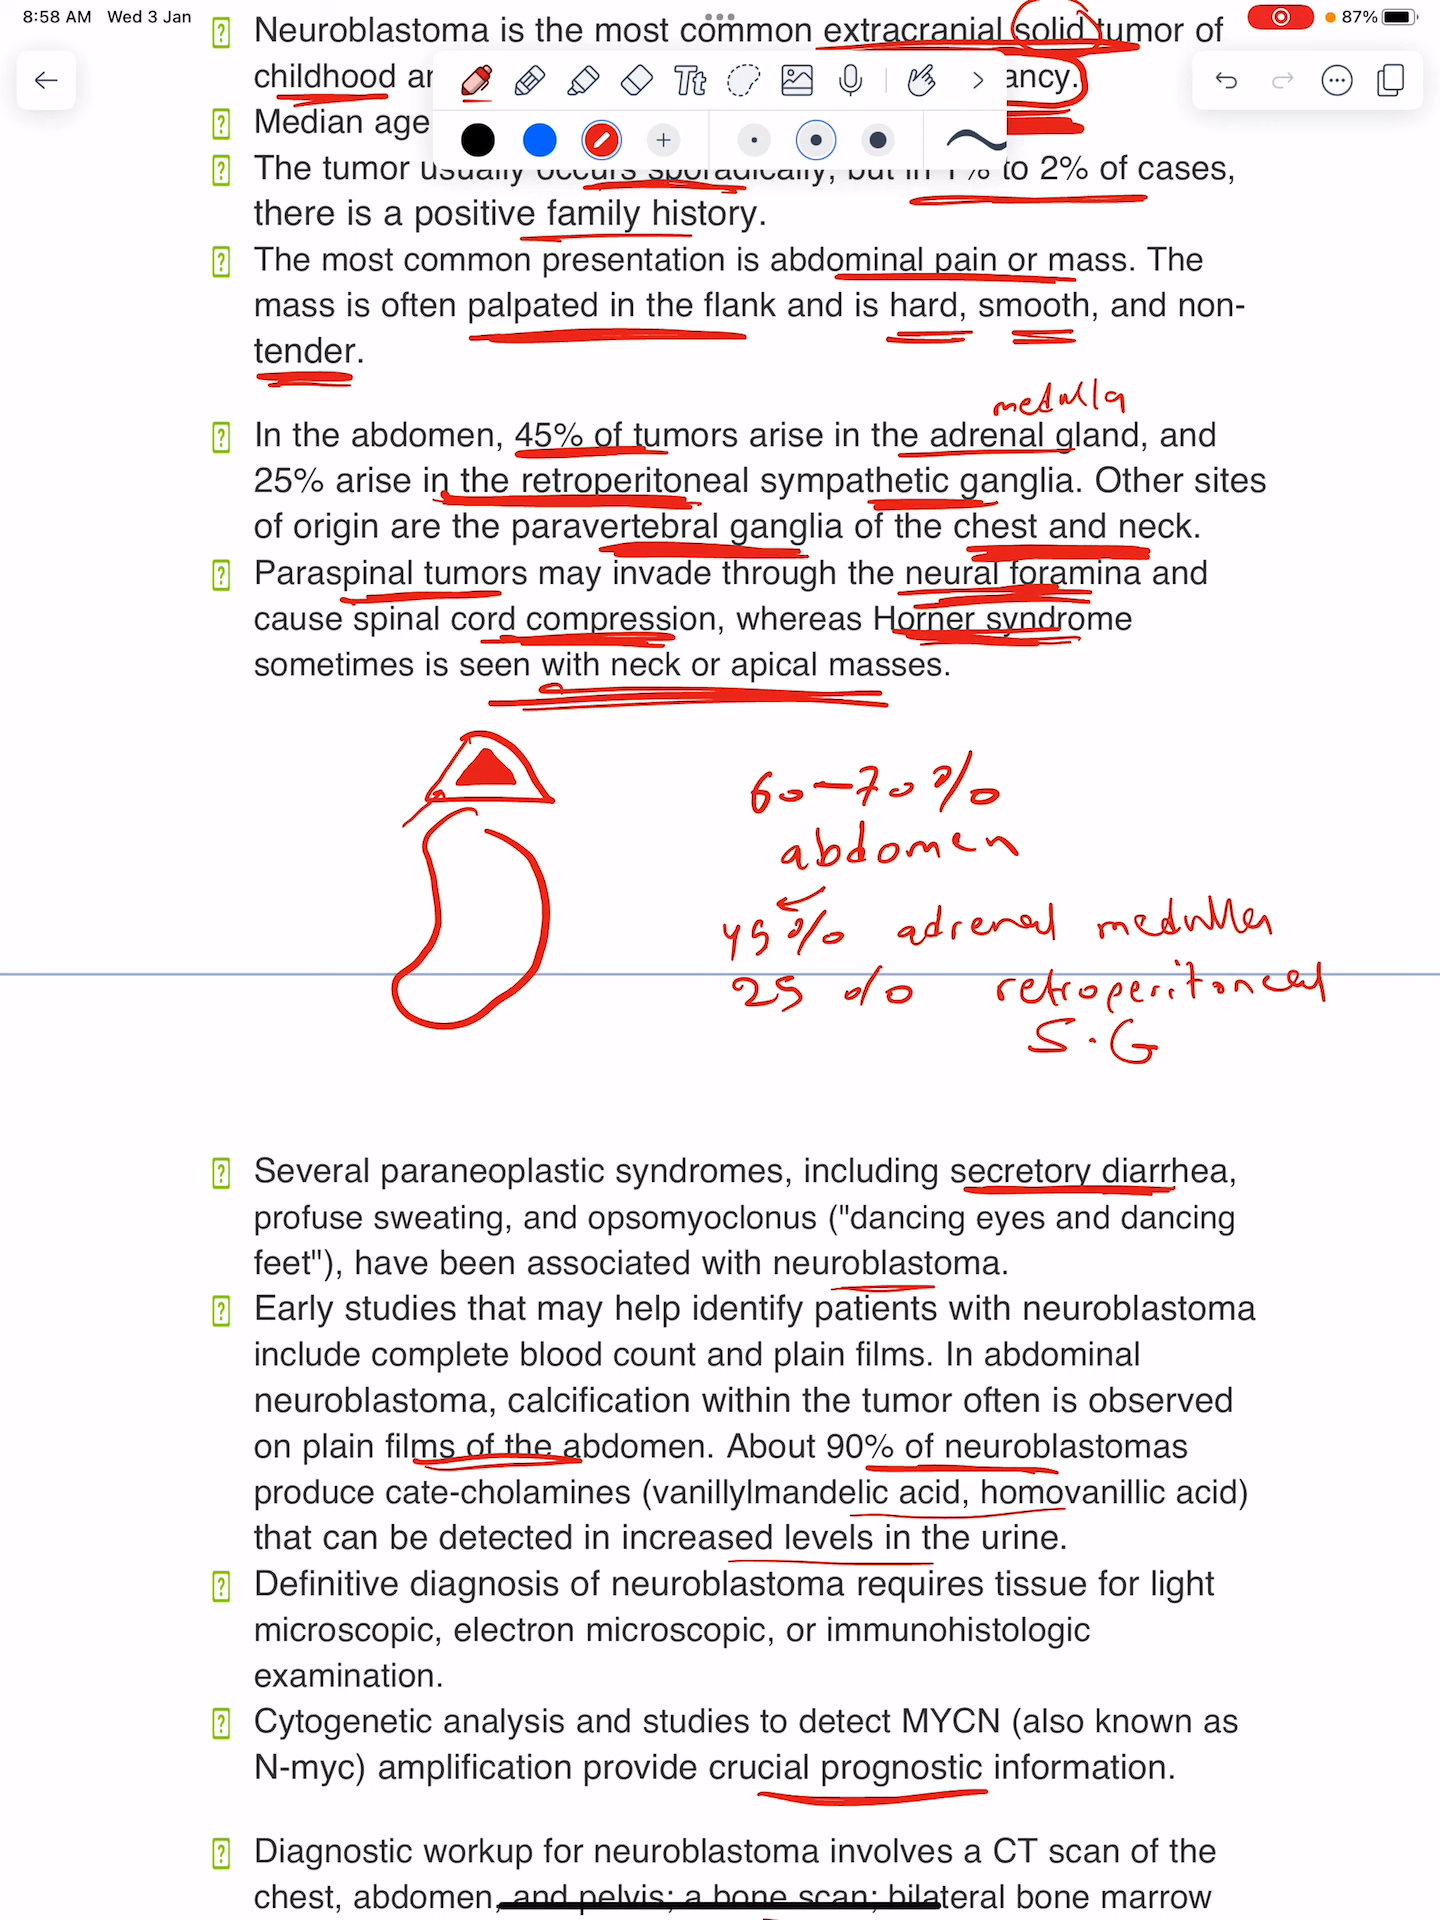 8:58 AM Wed 3 Jan
87%
Neuroblastoma is the most common extracranial solid tumor of
childhood
ancy.
Tt
Median age
The tumor usually occurs sporadically, but in 1% to 2% of cases,
there is a positive family history.
The most common presentation is abdominal pain or mass. The
mass is often palpated in the flank and is hard, smooth, and non-
tender.
medulla
In the abdomen, 45% of tumors arise in the adrenal gland, and
25% arise in the retroperitoneal sympathetic ganglia. Other sites
of origin are the paravertebral ganglia of the chest and neck.
Paraspinal tumors may invade through the neural foramina and
cause spinal cord compression, whereas Horner syndrome
sometimes is seen with neck or apical masses.
60-70%
abdomen
45% adrenal medulla
25 % retroperitoneal
S.G
Several paraneoplastic syndromes, including secretory diarrhea,
profuse sweating, and opsomyoclonus ("dancing eyes and dancing
feet"), have been associated with neuroblastoma.
Early studies that may help identify patients with neuroblastoma
include complete blood count and plain films. In abdominal
neuroblastoma, calcification within the tumor often is observed
on plain films of the abdomen. About 90% of neuroblastomas
produce cate-cholamines (vanillylmandelic acid, homovanillic acid)
that can be detected in increased levels in the urine.
Definitive diagnosis of neuroblastoma requires tissue for light
microscopic, electron microscopic, or immunohistologic
examination.
Cytogenetic analysis and studies to detect MYCN (also known as
N-myc) amplification provide crucial prognostic information.
Diagnostic workup for neuroblastoma involves a CT scan of the
chest, abdomen, and pelvis; a bone scan; bilateral bone marrow